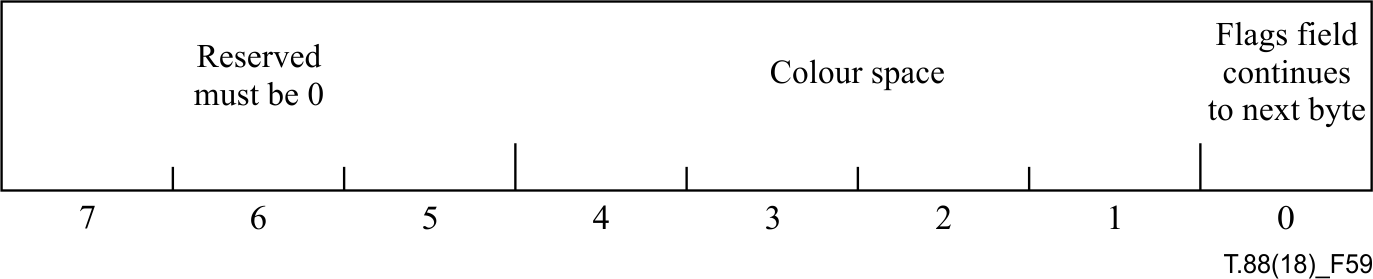 Reserved
must be 0
Colour space
Flags field
continues
to next byte
7 6 5 4 3 2 1 0
T.88(18)_F59